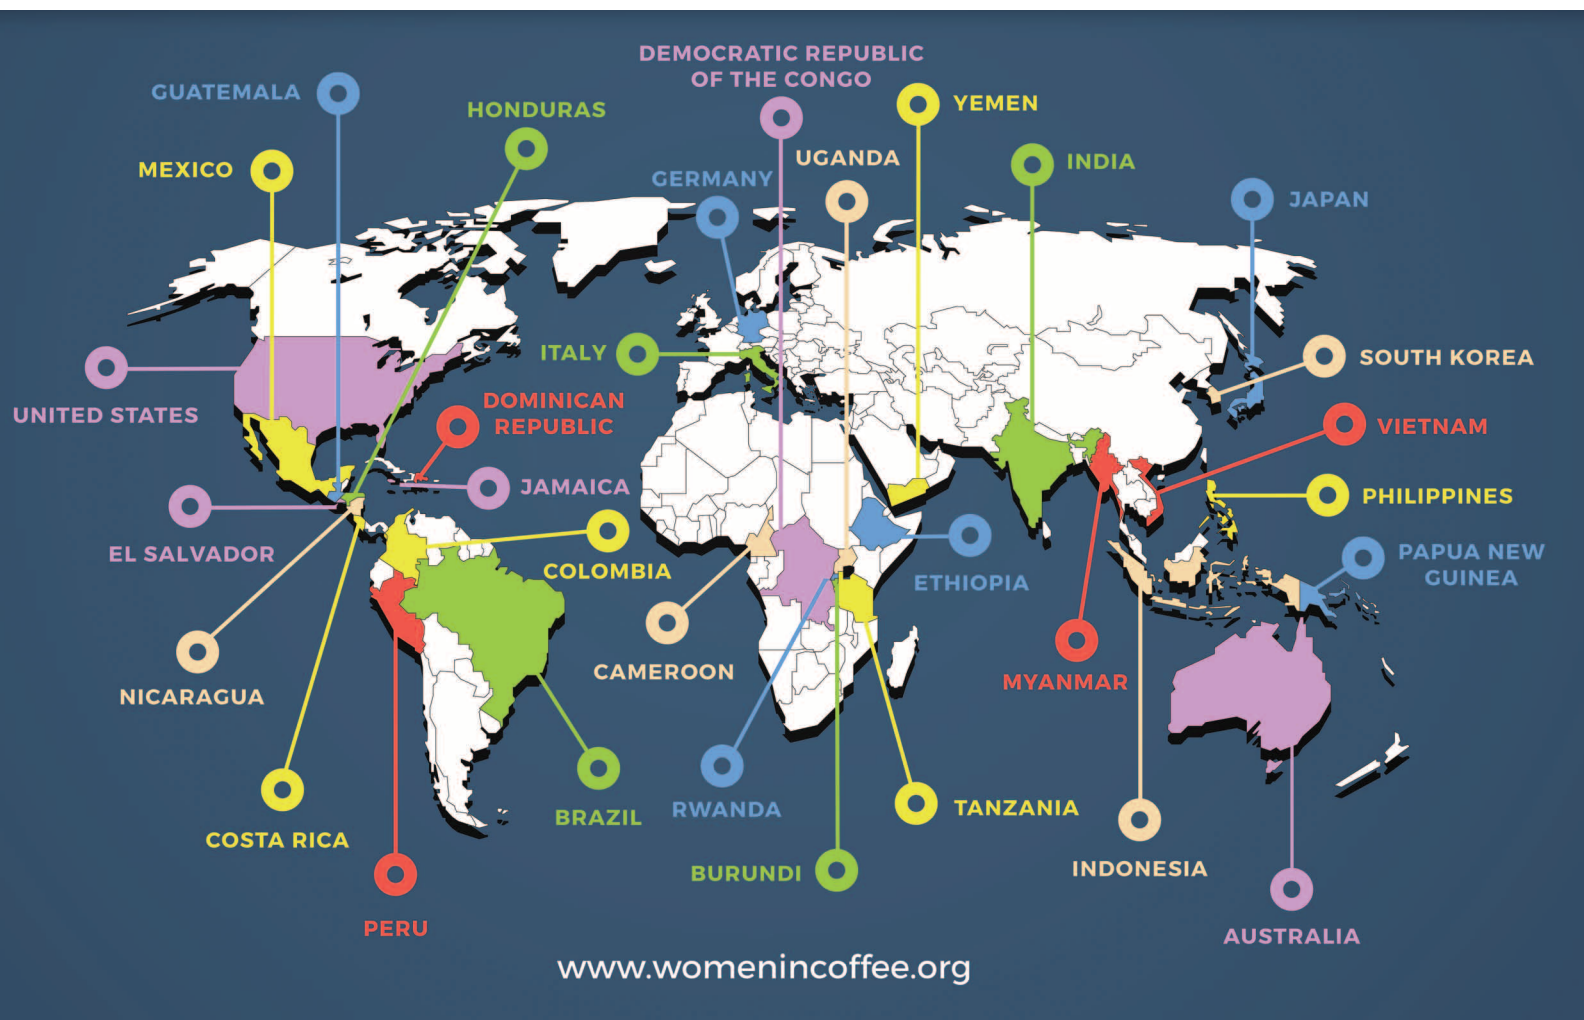 DEMOCRATIC REPUBLIC
OF THE CONGO
GUATEMALA
HONDURAS
YEMEN
MEXICO
UGANDA
INDIA
GERMANY
JAPAN
ITALY
SOUTH KOREA
UNITED STATES
DOMINICAN
REPUBLIC
VIETNAM
JAMAICA
PHILIPPINES
EL SALVADOR
COLOMBIA
ETHIOPIA
PAPUA NEW
GUINEA
CAMEROON
MYANMAR
NICARAGUA
COSTA RICA
BRAZIL
RWANDA
TANZANIA
BURUNDI
INDONESIA
PERU
AUSTRALIA
www.womenincoffee.org